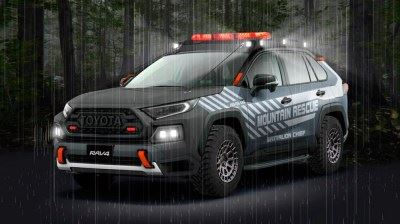 TOYOTA
RAV4
MOUNTAIN RESCUE
BATTALION CHIEF